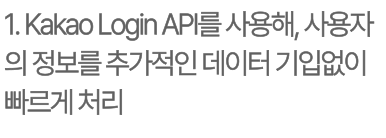 1. Kakao Login API를 사용해, 사용자
의 정보를 추가적인 데이터 기입없이
빠르게 처리